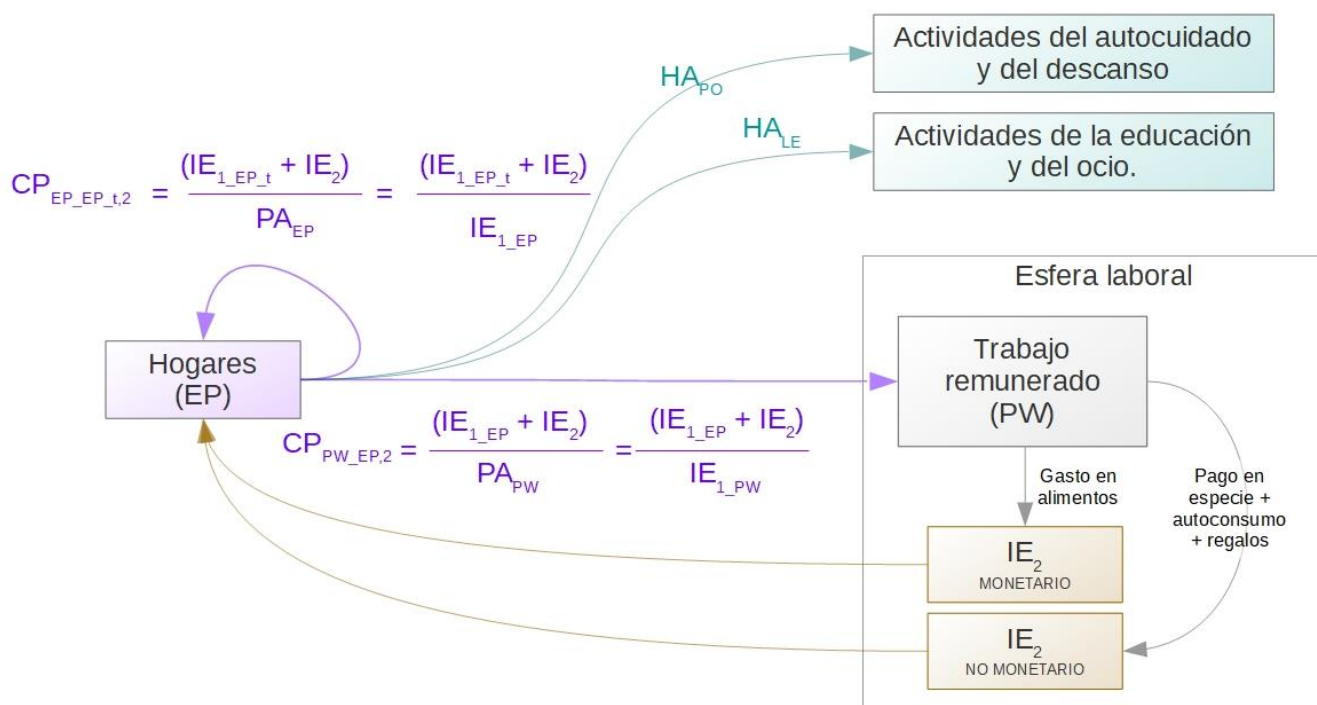 Actividades del autocuidado
y del descanso
HA_PO
Actividades de la educación
y del ocio.
HA_LE
CP_EP_EP_t,2 = (IE_1_EP_t + IE_2) / PA_EP = (IE_1_EP_t + IE_2) / IE_1_EP
Esfera laboral
Hogares
(EP)
Trabajo
remunerado
(PW)
CP_PW_EP,2 = (IE_1_EP + IE_2) / PA_PW = (IE_1_EP + IE_2) / IE_1_PW
Gasto en
alimentos
Pago en
especie +
autoconsumo
+ regalos
IE_2
MONETARIO
IE_2
NO MONETARIO